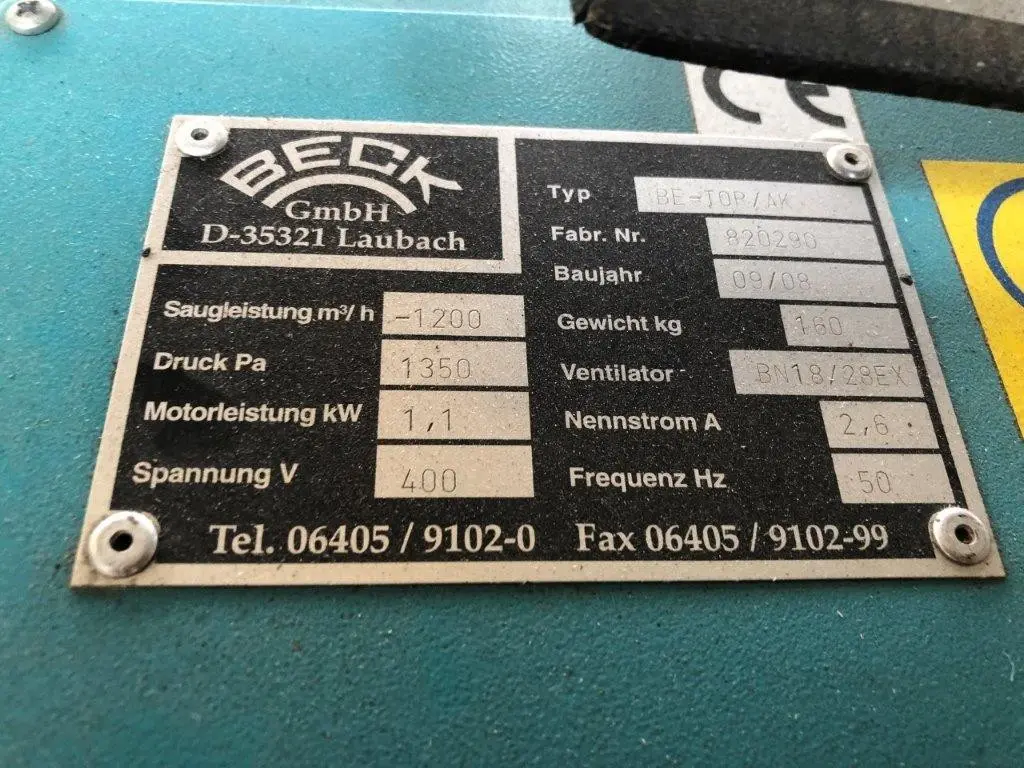 CE
BECK
GmbH
D-35321 Laubach
Saugleistung m³/h -1200
Druck Pa 1350
Motorleistung kW 1,1
Spannung V 400
Typ BE-TOP/AK
Fabr. Nr. 820290
Baujahr 09/08
Gewicht kg 160
Ventilator BN18/28EX
Nennstrom A 2,6
Frequenz Hz 50
Tel. 06405 / 9102-0 Fax 06405 / 9102-99